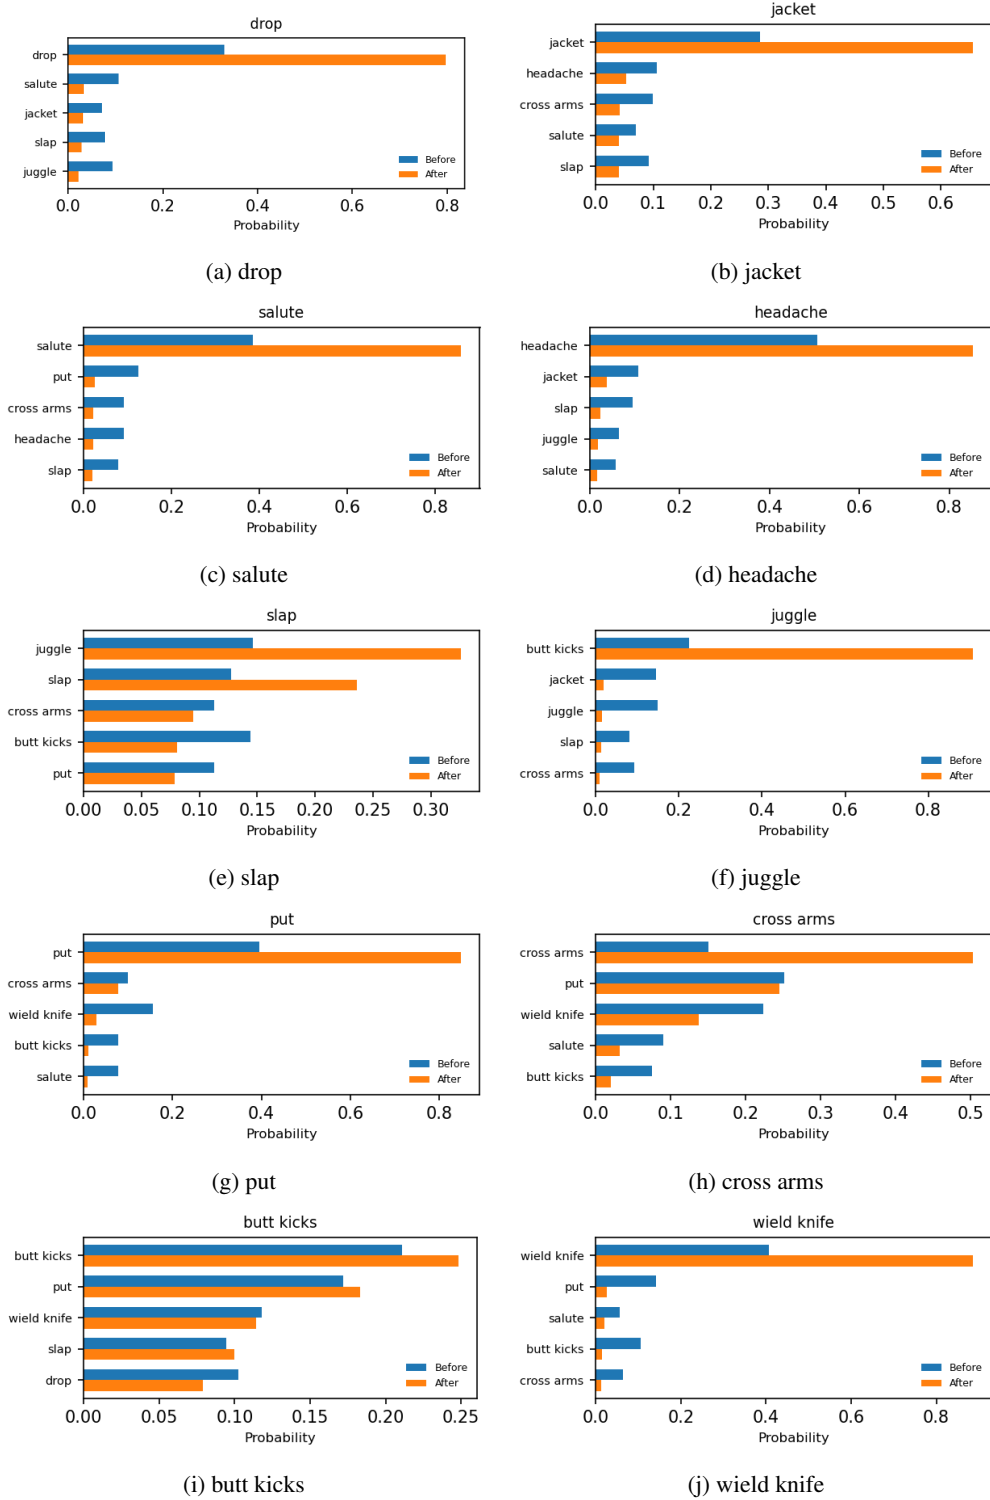 drop
drop
salute
jacket
slap
juggle
Before
After
0.0 0.2 0.4 0.6 0.8
Probability
(a) drop
jacket
jacket
headache
cross arms
salute
slap
Before
After
0.0 0.1 0.2 0.3 0.4 0.5 0.6
Probability
(b) jacket
salute
salute
put
cross arms
headache
slap
Before
After
0.0 0.2 0.4 0.6 0.8
Probability
(c) salute
headache
headache
jacket
slap
juggle
salute
Before
After
0.0 0.2 0.4 0.6 0.8
Probability
(d) headache
slap
juggle
slap
cross arms
butt kicks
put
Before
After
0.00 0.05 0.10 0.15 0.20 0.25 0.30
Probability
(e) slap
juggle
butt kicks
jacket
juggle
slap
cross arms
Before
After
0.0 0.2 0.4 0.6 0.8
Probability
(f) juggle
put
put
cross arms
wield knife
butt kicks
salute
Before
After
0.0 0.2 0.4 0.6 0.8
Probability
(g) put
cross arms
cross arms
put
wield knife
salute
butt kicks
Before
After
0.0 0.1 0.2 0.3 0.4 0.5
Probability
(h) cross arms
butt kicks
butt kicks
put
wield knife
slap
drop
Before
After
0.00 0.05 0.10 0.15 0.20 0.25
Probability
(i) butt kicks
wield knife
wield knife
put
salute
butt kicks
cross arms
Before
After
0.0 0.2 0.4 0.6 0.8
Probability
(j) wield knife